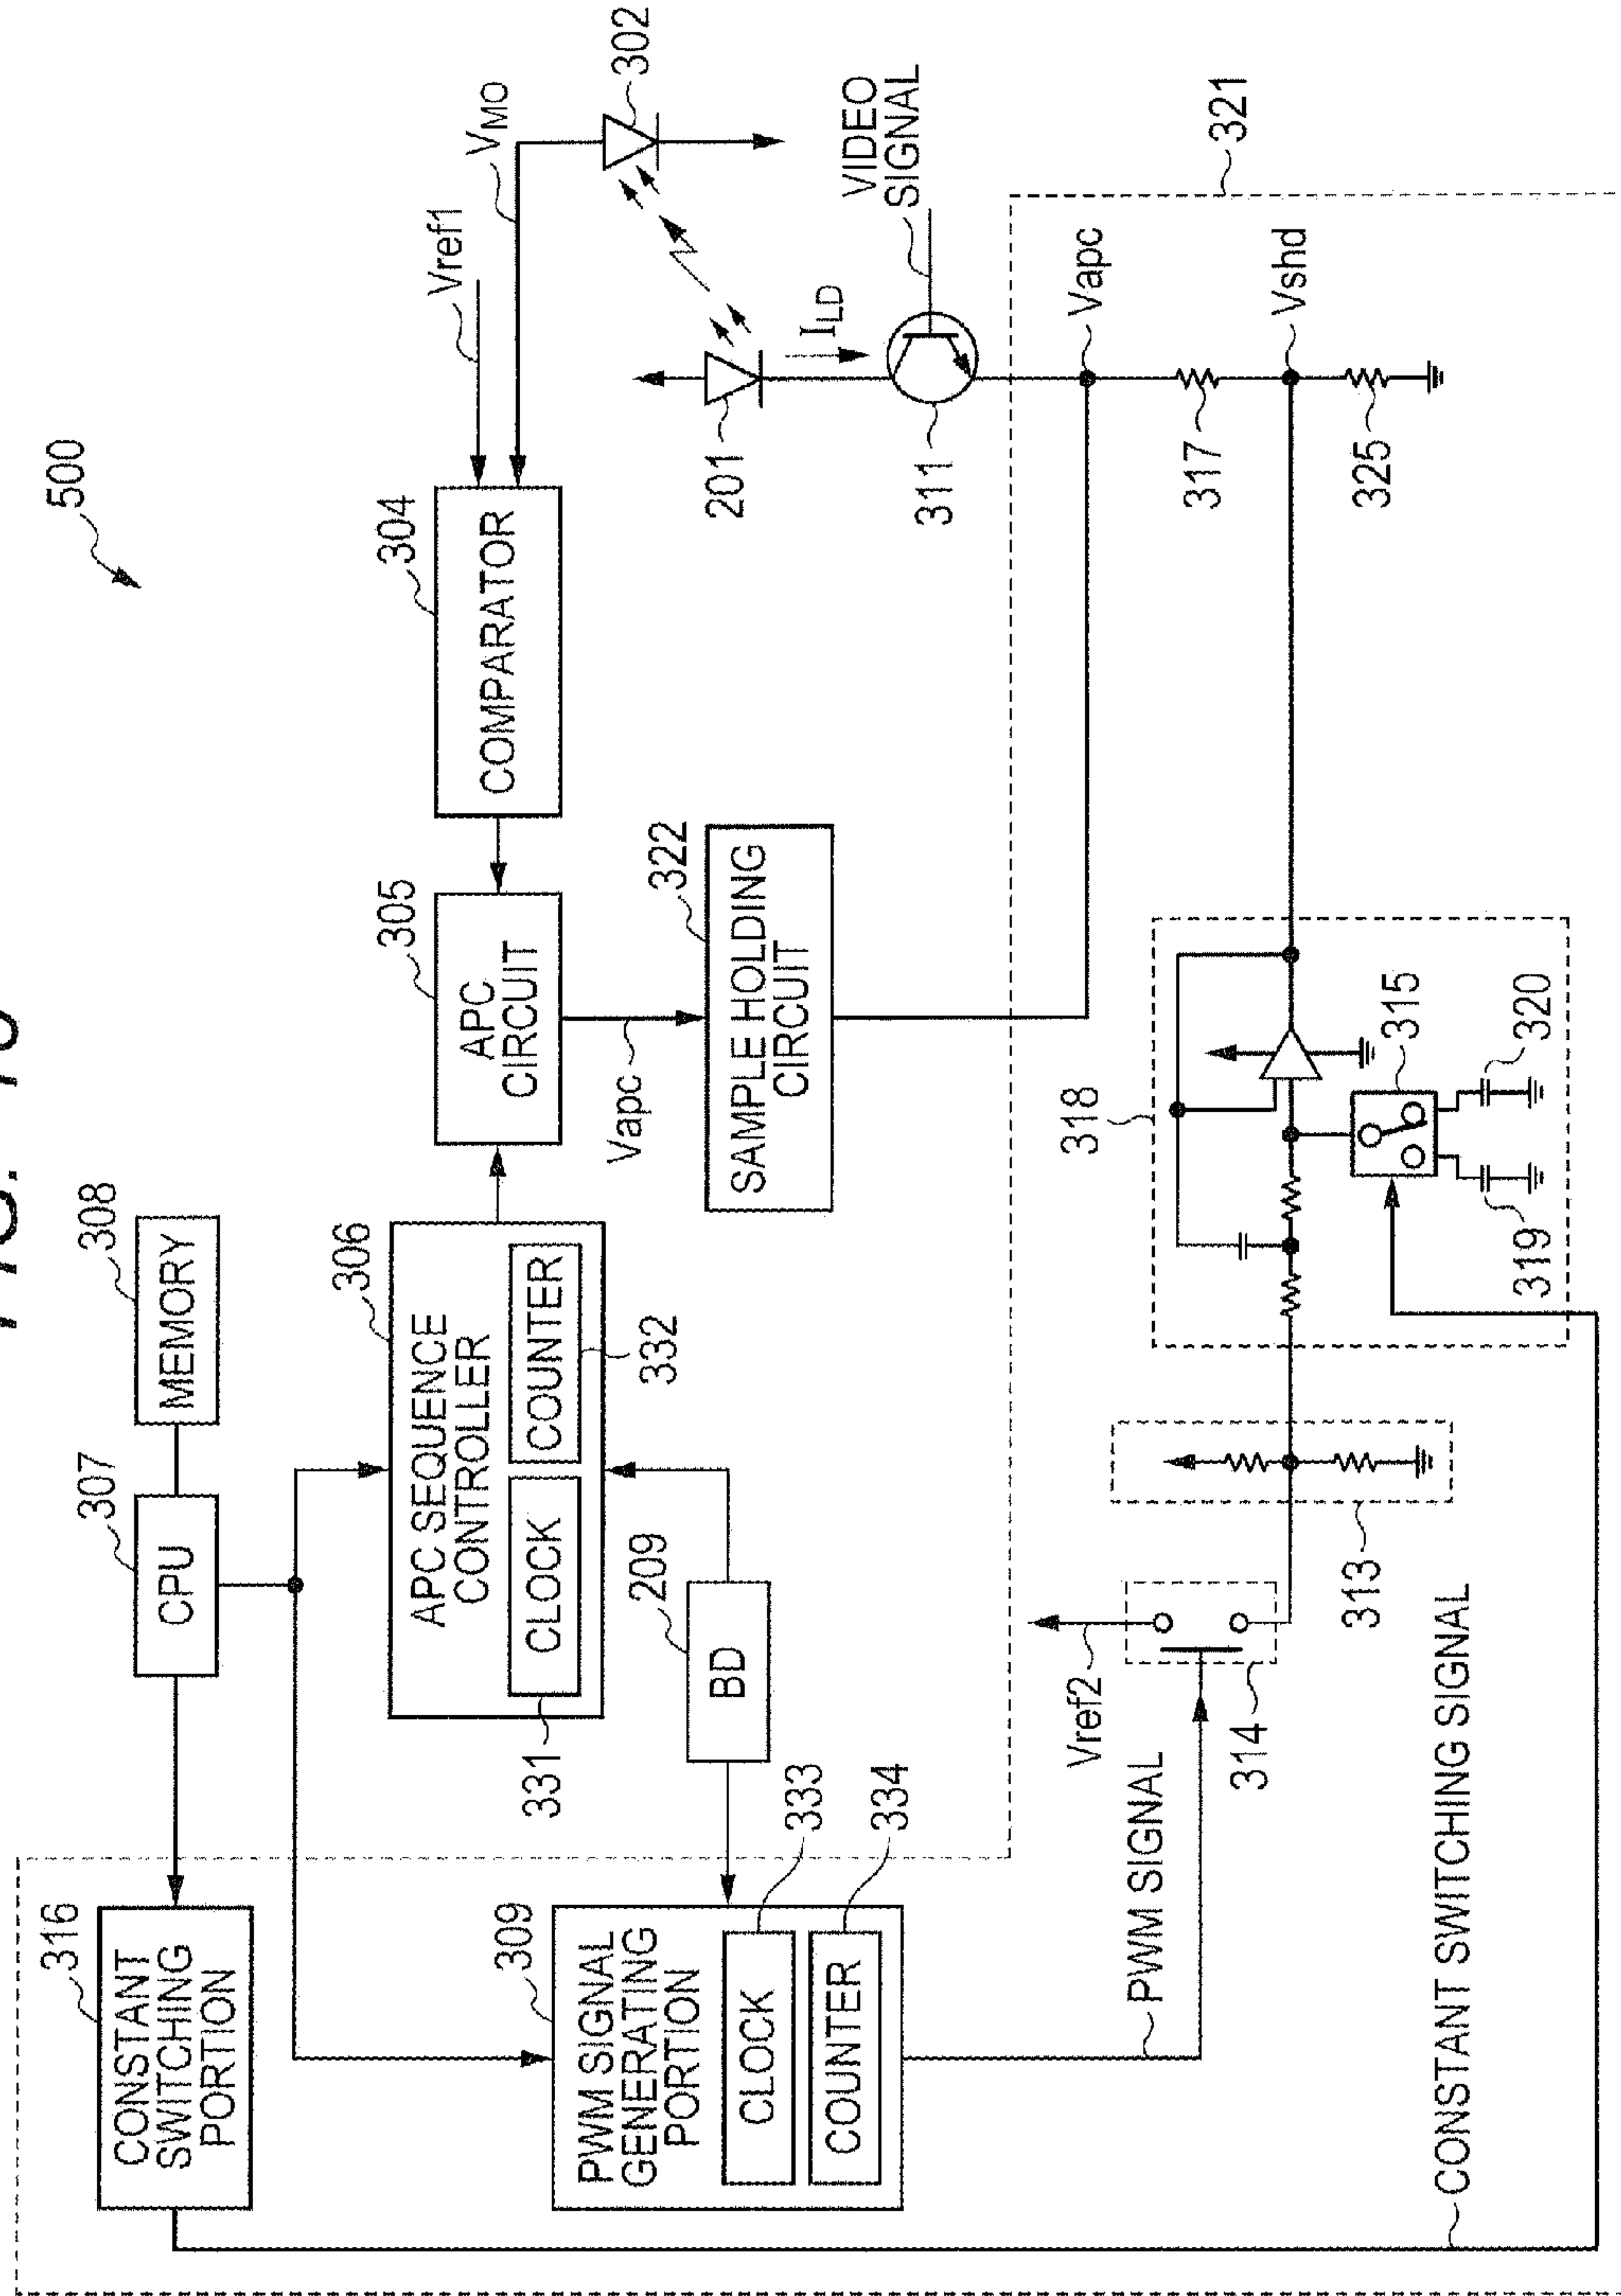 500
316
CONSTANT
SWITCHING
PORTION
307
CPU
308
MEMORY
306
APC SEQUENCE
CONTROLLER
CLOCK
COUNTER
331
332
305
APC
CIRCUIT
304
COMPARATOR
Vref1
VMO
302
309
PWM SIGNAL
GENERATING
PORTION
CLOCK
COUNTER
333
334
209
BD
Vapc
322
SAMPLE HOLDING
CIRCUIT
201
ILD
311
VIDEO
SIGNAL
321
Vapc
317
Vshd
325
PWM SIGNAL
Vref2
314
313
318
315
319
320
CONSTANT SWITCHING SIGNAL